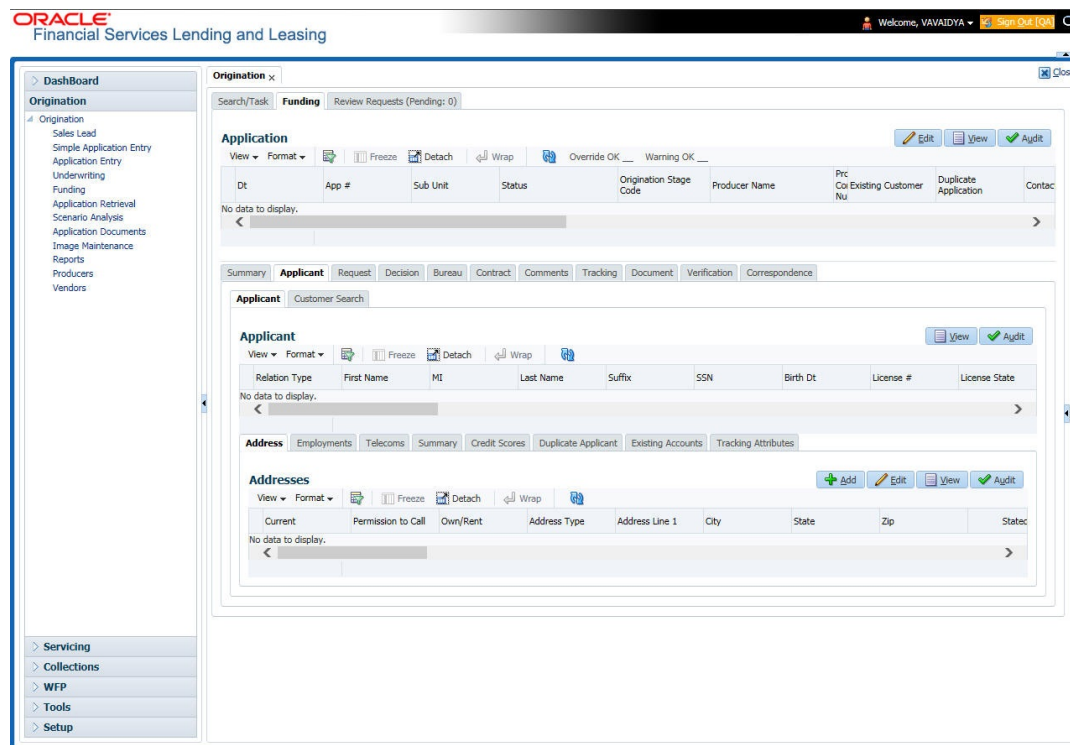 ORACLE
Financial Services Lending and Leasing
Welcome, VAVAIDYA Sign Out [QA]
Clos
DashBoard
Origination
Origination
Sales Lead
Simple Application Entry
Application Entry
Underwriting
Funding
Application Retrieval
Scenario Analysis
Application Documents
Image Maintenance
Reports
Producers
Vendors
Servicing
Collections
WFP
Tools
Setup
Origination x
Search/Task Funding Review Requests (Pending: 0)
Application Edit View Audit
View Format Freeze Detach Wrap Override OK __ Warning OK __
Dt App # Sub Unit Status Origination Stage Code Producer Name Prc Coi Nu Existing Customer Duplicate Application Contac
No data to display.
Summary Applicant Request Decision Bureau Contract Comments Tracking Document Verification Correspondence
Applicant Customer Search
Applicant View Audit
View Format Freeze Detach Wrap
Relation Type First Name MI Last Name Suffix SSN Birth Dt License # License State
No data to display.
Address Employments Telecoms Summary Credit Scores Duplicate Applicant Existing Accounts Tracking Attributes
Addresses Add Edit View Audit
View Format Freeze Detach Wrap
Current Permission to Call Own/Rent Address Type Address Line 1 City State Zip Stated
No data to display.